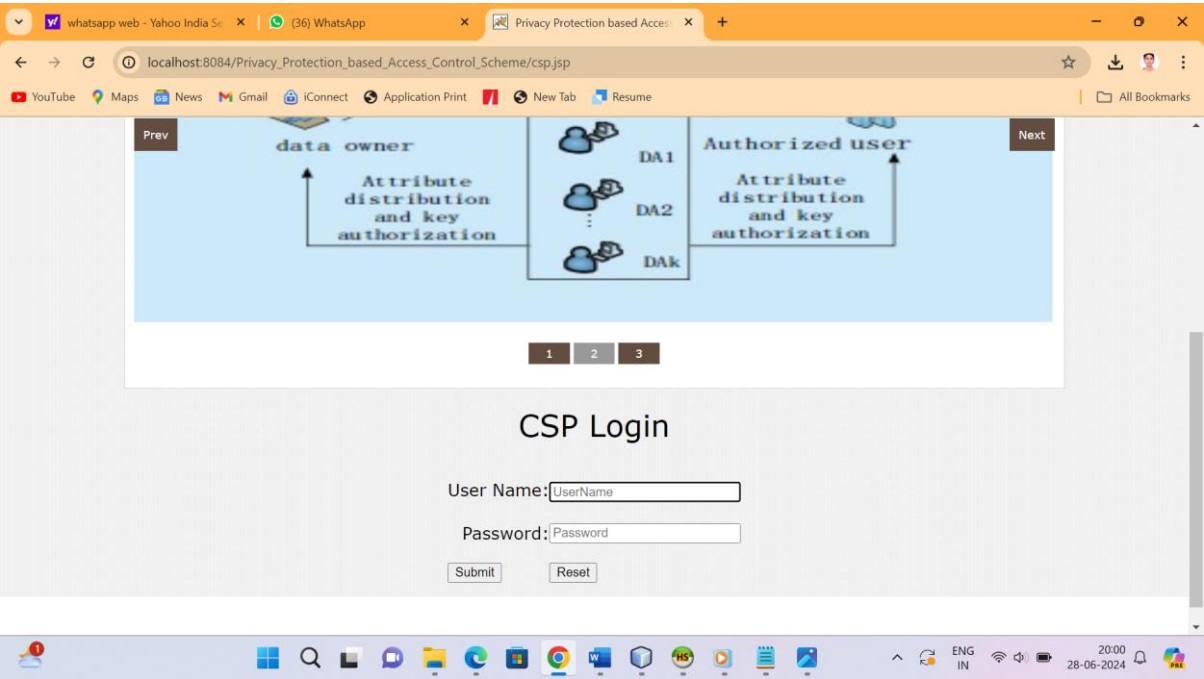 whatsapp web - Yahoo India Se
(36) WhatsApp
Privacy Protection based Acces
localhost:8084/Privacy_Protection_based_Access_Control_Scheme/csp.jsp
YouTube Maps News Gmail iConnect Application Print New Tab Resume All Bookmarks
Prev
Next
data owner
DA1
Authorized user
Attribute
distribution
and key
authorization
DA2
DAk
Attribute
distribution
and key
authorization
1 2 3
CSP Login
User Name: UserName
Password: Password
Submit Reset
1
ENG
IN
20:00
28-06-2024
PRE